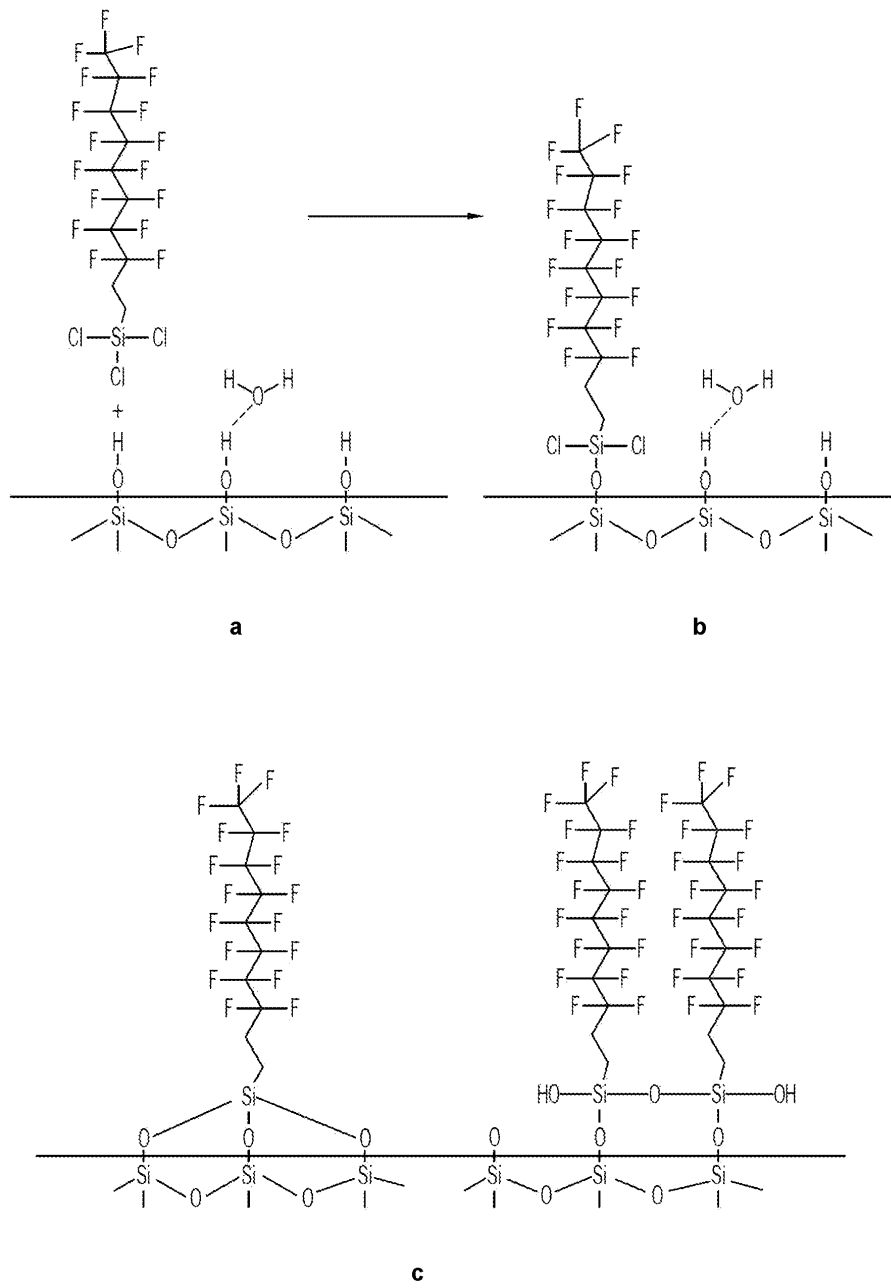 F
F F
F F
F F
F F
F F
F F
F F
F F
Cl Si Cl
Cl
+
H H
O
H H H
O O O
Si Si Si
O O
a
F
F F
F F
F F
F F
F F
F F
F F
F F
Cl Si Cl
H H
O
H H
O O O
Si Si Si
O O
b
F
F F
F F
F F
F F
F F
F F
F F
F F
Si
O O O
Si Si Si
O O
F F
F F F F
F F F F
F F F F
F F F F
F F F F
F F F F
F F F F
F F F F
HO Si O Si OH
O O O
Si Si Si
O O
c